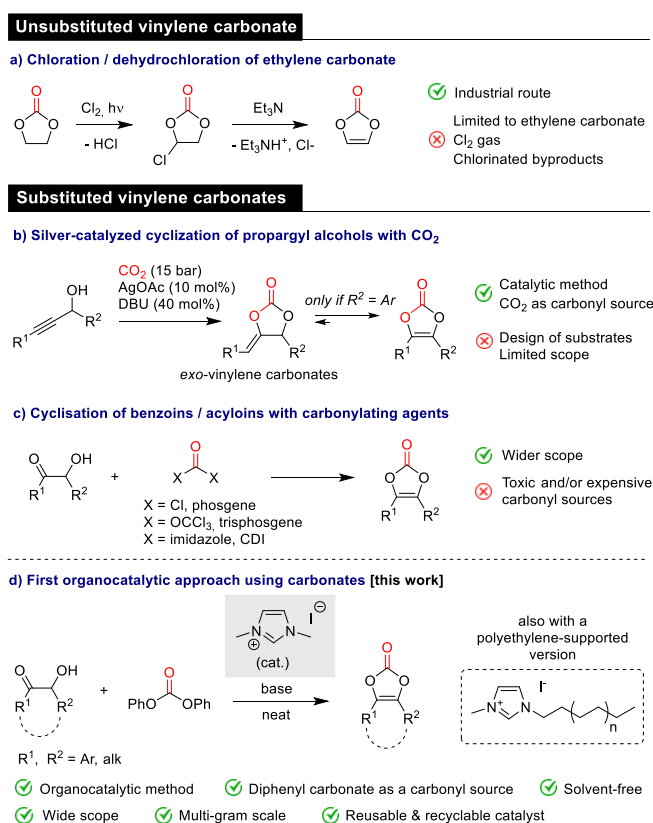 Unsubstituted vinylene carbonate
a) Chloration / dehydrochloration of ethylene carbonate
O
O O
Cl2, hν
- HCl
O
O O
Cl
Et3N
- Et3NH+, Cl-
O
O O
Industrial route
Limited to ethylene carbonate
Cl2 gas
Chlorinated byproducts
Substituted vinylene carbonates
b) Silver-catalyzed cyclization of propargyl alcohols with CO2
OH
R1 R2
CO2 (15 bar)
AgOAc (10 mol%)
DBU (40 mol%)
O
O O
R1 R2
exo-vinylene carbonates
only if R2 = Ar
O
O O
R1 R2
Catalytic method
CO2 as carbonyl source
Design of substrates
Limited scope
c) Cyclisation of benzoins / acyloins with carbonylating agents
O OH
R1 R2
+
O
X X
X = Cl, phosgene
X = OCCl3, trisphosgene
X = imidazole, CDI
O
O O
R1 R2
Wider scope
Toxic and/or expensive
carbonyl sources
d) First organocatalytic approach using carbonates [this work]
O OH
R1 R2
+
O
PhO OPh
N N I⊖
⊕
(cat.)
base
neat
O
O O
R1 R2
also with a
polyethylene-supported
version
I-
N+ N
n
R1, R2 = Ar, alk
Organocatalytic method
Diphenyl carbonate as a carbonyl source
Solvent-free
Wide scope
Multi-gram scale
Reusable & recyclable catalyst